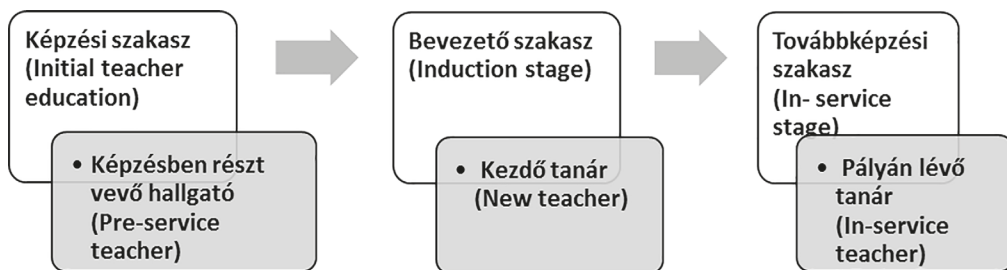 Képzési szakasz
(Initial teacher
education)
• Képzésben részt
vevő hallgató
(Pre-service
teacher)
Bevezető szakasz
(Induction stage)
• Kezdő tanár
(New teacher)
Továbbképzési
szakasz
(In- service
stage)
• Pályán lévő
tanár
(In-service
teacher)